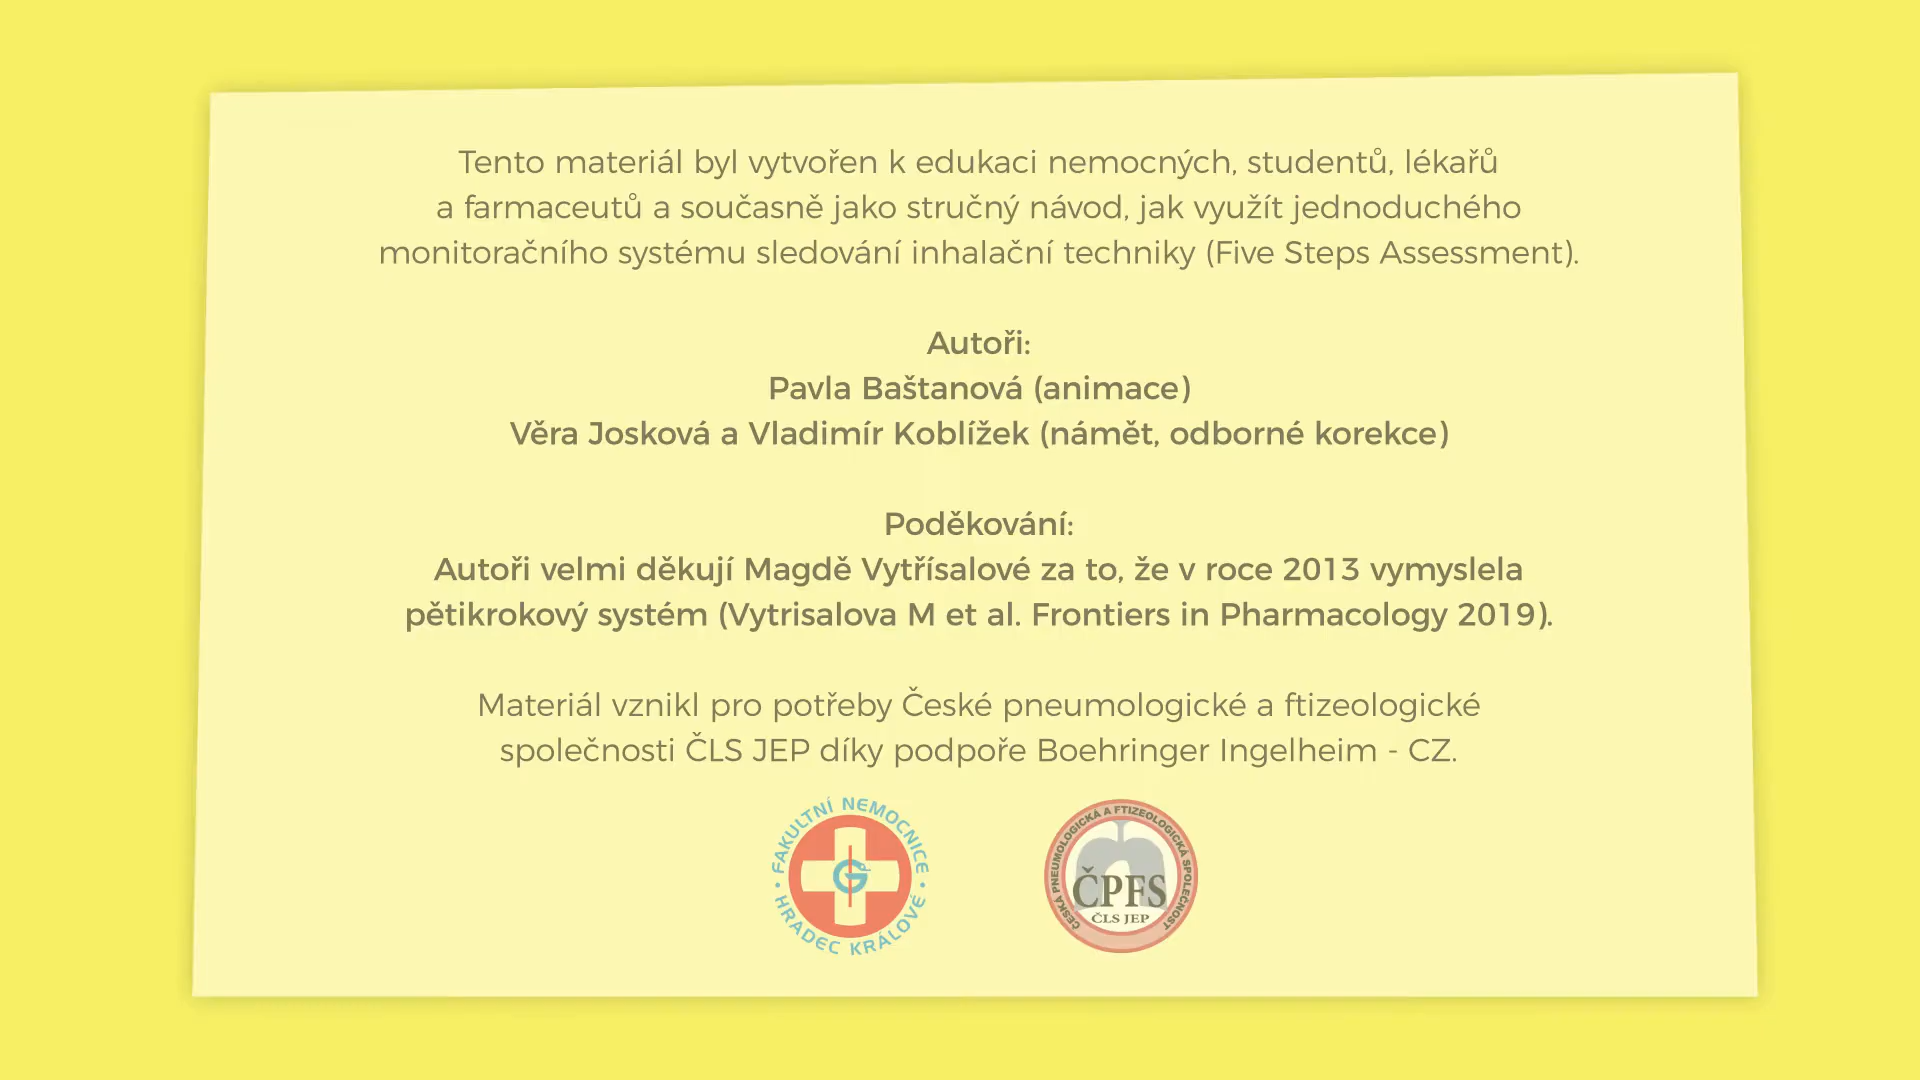 Tento materiál byl vytvořen k edukaci nemocných, studentů, lékařů
a farmaceutů a současně jako stručný návod, jak využít jednoduchého
monitoračního systému sledování inhalační techniky (Five Steps Assessment).
Autoři:
Pavla Baštanová (animace)
Věra Josková a Vladimír Koblížek (námět, odborné korekce)
Poděkování:
Autoři velmi děkují Magdě Vytřísalové za to, že v roce 2013 vymyslela
pětikrokový systém (Vytrisalova M et al. Frontiers in Pharmacology 2019).
Materiál vznikl pro potřeby České pneumologické a ftizeologické
společnosti ČLS JEP díky podpoře Boehringer Ingelheim - CZ.
FAKULTNÍ NEMOCNICE
• HRADEC KRÁLOVÉ •
ČESKÁ PNEUMOLOGICKÁ A FTIZEOLOGICKÁ SPOLEČNOST
ČPFS
ČLS JEP